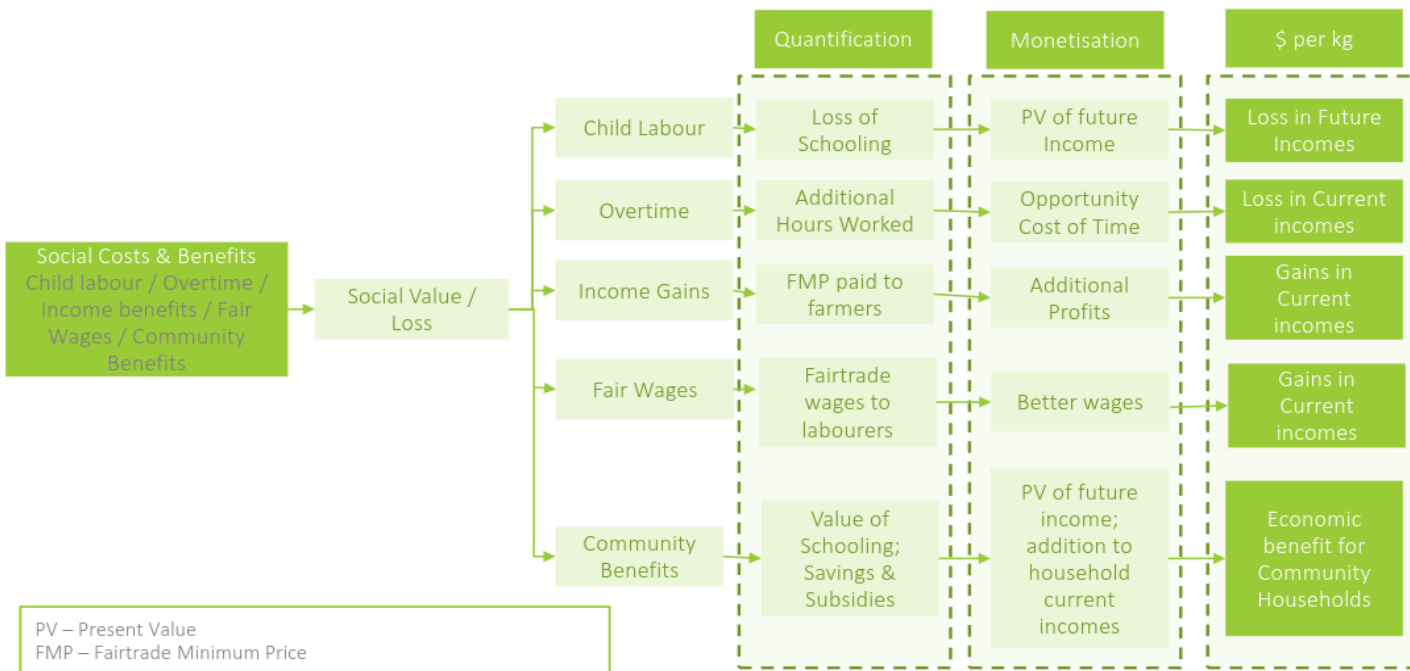 Quantification
Monetisation
$ per kg
Child Labour
Loss of
Schooling
PV of future
Income
Loss in Future
Incomes
Overtime
Additional
Hours Worked
Opportunity
Cost of Time
Loss in Current
incomes
Social Costs & Benefits
Child labour / Overtime /
Income benefits / Fair
Wages / Community
Benefits
Social Value /
Loss
Income Gains
FMP paid to
farmers
Additional
Profits
Gains in
Current
incomes
Fair Wages
Fairtrade
wages to
labourers
Better wages
Gains in
Current
incomes
Community
Benefits
Value of
Schooling;
Savings &
Subsidies
PV of future
income;
addition to
household
current
incomes
Economic
benefit for
Community
Households
PV – Present Value
FMP – Fairtrade Minimum Price